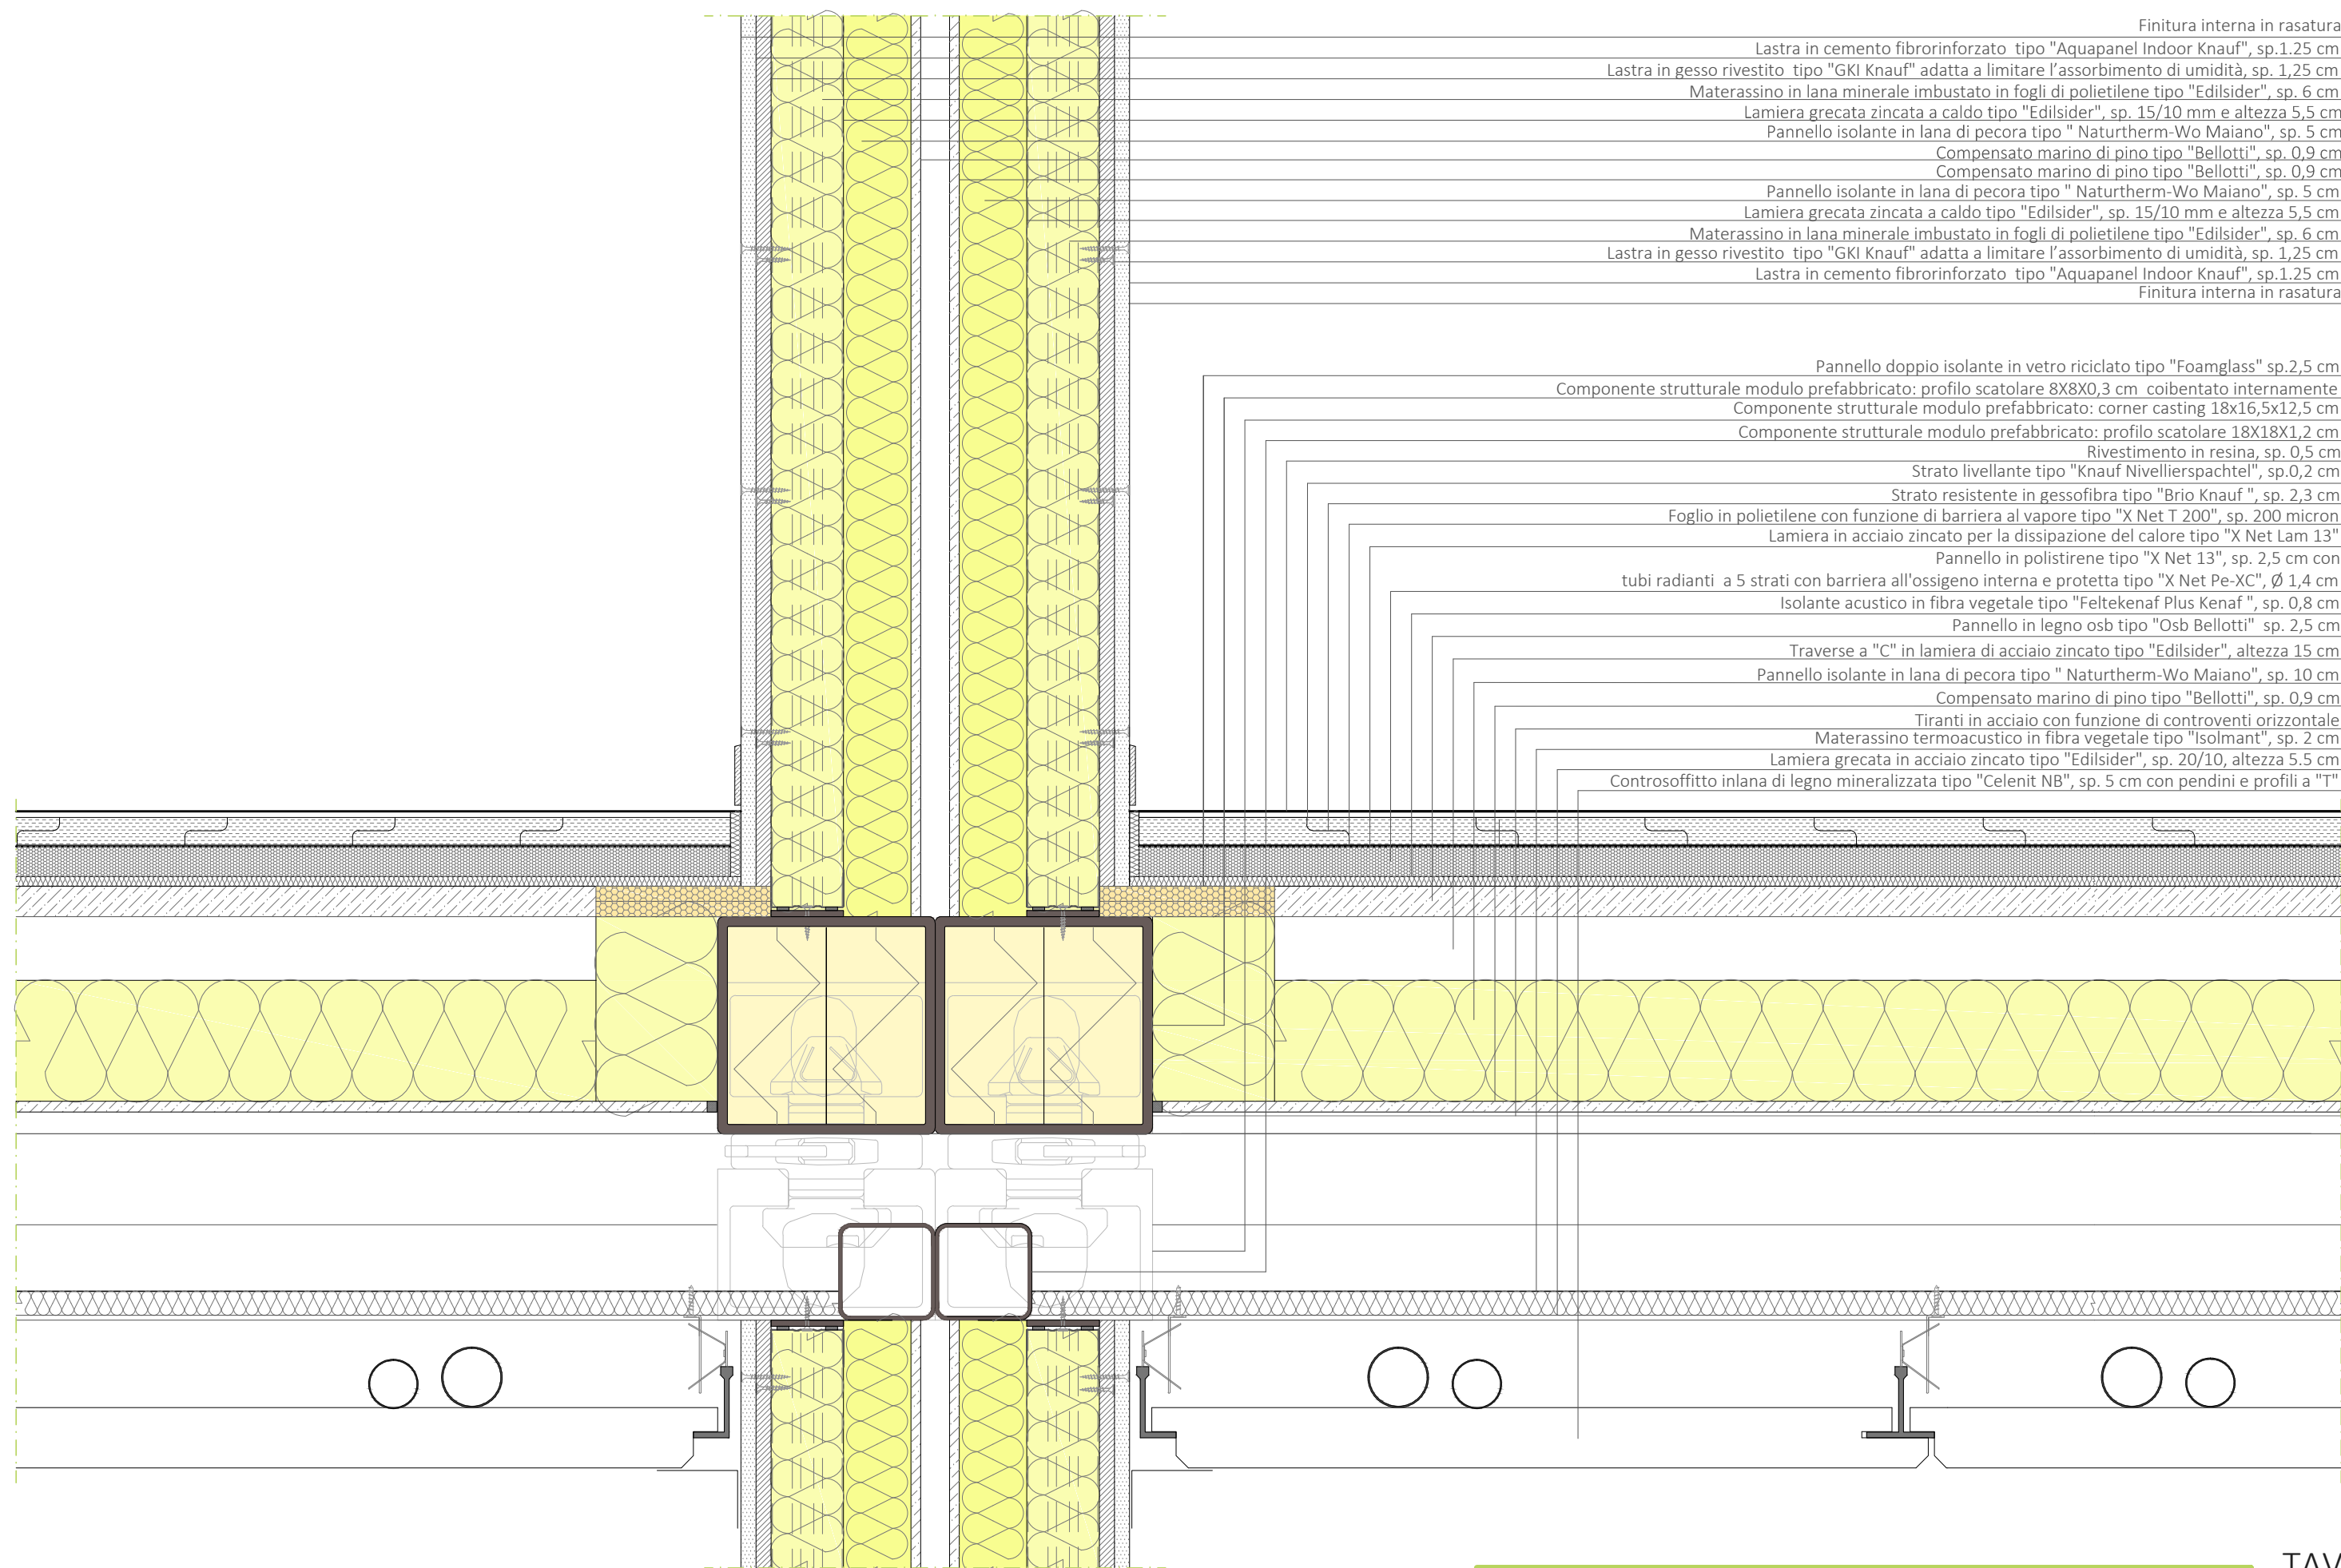 Finitura interna in rasatura
Lastra in cemento fibrorinforzato  tipo "Aquapanel Indoor Knauf", sp.1.25 cm
Lastra in gesso rivestito  tipo "GKI Knauf" adatta a limitare l'assorbimento di umidità, sp. 1,25 cm
Materassino in lana minerale imbustato in fogli di polietilene tipo "Edilsider", sp. 6 cm
Lamiera grecata zincata a caldo tipo "Edilsider", sp. 15/10 mm e altezza 5,5 cm
Pannello isolante in lana di pecora tipo " Naturtherm-Wo Maiano", sp. 5 cm
Compensato marino di pino tipo "Bellotti", sp. 0,9 cm
Compensato marino di pino tipo "Bellotti", sp. 0,9 cm
Pannello isolante in lana di pecora tipo " Naturtherm-Wo Maiano", sp. 5 cm
Lamiera grecata zincata a caldo tipo "Edilsider", sp. 15/10 mm e altezza 5,5 cm
Materassino in lana minerale imbustato in fogli di polietilene tipo "Edilsider", sp. 6 cm
Lastra in gesso rivestito  tipo "GKI Knauf" adatta a limitare l'assorbimento di umidità, sp. 1,25 cm
Lastra in cemento fibrorinforzato  tipo "Aquapanel Indoor Knauf", sp.1.25 cm
Finitura interna in rasatura
Pannello doppio isolante in vetro riciclato tipo "Foamglass" sp.2,5 cm
Componente strutturale modulo prefabbricato: profilo scatolare 8X8X0,3 cm  coibentato internamente
Componente strutturale modulo prefabbricato: corner casting 18x16,5x12,5 cm
Componente strutturale modulo prefabbricato: profilo scatolare 18X18X1,2 cm
Rivestimento in resina, sp. 0,5 cm
Strato livellante tipo "Knauf Nivellierspachtel", sp.0,2 cm
Strato resistente in gessofibra tipo "Brio Knauf ", sp. 2,3 cm
Foglio in polietilene con funzione di barriera al vapore tipo "X Net T 200", sp. 200 micron
Lamiera in acciaio zincato per la dissipazione del calore tipo "X Net Lam 13"
Pannello in polistirene tipo "X Net 13", sp. 2,5 cm con
tubi radianti  a 5 strati con barriera all'ossigeno interna e protetta tipo "X Net Pe-XC", Ø 1,4 cm
Isolante acustico in fibra vegetale tipo "Feltekenaf Plus Kenaf ", sp. 0,8 cm
Pannello in legno osb tipo "Osb Bellotti"  sp. 2,5 cm
Traverse a "C" in lamiera di acciaio zincato tipo "Edilsider", altezza 15 cm
Pannello isolante in lana di pecora tipo " Naturtherm-Wo Maiano", sp. 10 cm
Compensato marino di pino tipo "Bellotti", sp. 0,9 cm
Tiranti in acciaio con funzione di controventi orizzontale
Materassino termoacustico in fibra vegetale tipo "Isolmant", sp. 2 cm
Lamiera grecata in acciaio zincato tipo "Edilsider", sp. 20/10, altezza 5.5 cm
Controsoffitto inlana di legno mineralizzata tipo "Celenit NB", sp. 5 cm con pendini e profili a "T"
TAV